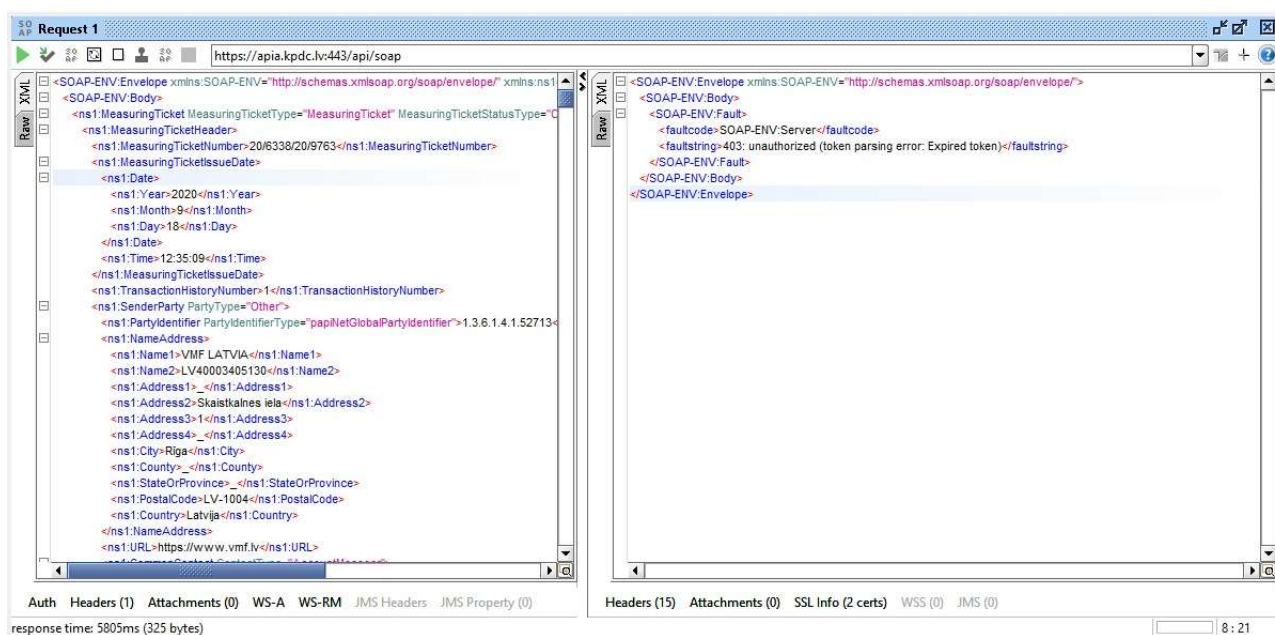 SO AP Request 1
https://apia.kpdc.lv:443/api/soap
XML
Raw
<SOAP-ENV:Envelope xmlns:SOAP-ENV="http://schemas.xmlsoap.org/soap/envelope/" xmlns:ns1
<SOAP-ENV:Body>
<ns1:MeasuringTicket MeasuringTicketType="MeasuringTicket" MeasuringTicketStatusType="O
<ns1:MeasuringTicketHeader>
<ns1:MeasuringTicketNumber>20/6338/20/9763</ns1:MeasuringTicketNumber>
<ns1:MeasuringTicketIssueDate>
<ns1:Date>
<ns1:Year>2020</ns1:Year>
<ns1:Month>9</ns1:Month>
<ns1:Day>18</ns1:Day>
</ns1:Date>
<ns1:Time>12:35:09</ns1:Time>
</ns1:MeasuringTicketIssueDate>
<ns1:TransactionHistoryNumber>1</ns1:TransactionHistoryNumber>
<ns1:SenderParty PartyType="Other">
<ns1:PartyIdentifier PartyIdentifierType="papiNetGlobalPartyIdentifier">1.3.6.1.4.1.52713<
<ns1:NameAddress>
<ns1:Name1>VMF LATVIA</ns1:Name1>
<ns1:Name2>LV40003405130</ns1:Name2>
<ns1:Address1>_</ns1:Address1>
<ns1:Address2>Skaistkalnes iela</ns1:Address2>
<ns1:Address3>1</ns1:Address3>
<ns1:Address4>_</ns1:Address4>
<ns1:City>Rīga</ns1:City>
<ns1:County>_</ns1:County>
<ns1:StateOrProvince>_</ns1:StateOrProvince>
<ns1:PostalCode>LV-1004</ns1:PostalCode>
<ns1:Country>Latvija</ns1:Country>
</ns1:NameAddress>
<ns1:URL>https://www.vmf.lv</ns1:URL>
Auth Headers (1) Attachments (0) WS-A WS-RM JMS Headers JMS Property (0)
XML
Raw
<SOAP-ENV:Envelope xmlns:SOAP-ENV="http://schemas.xmlsoap.org/soap/envelope/">
<SOAP-ENV:Body>
<SOAP-ENV:Fault>
<faultcode>SOAP-ENV:Server</faultcode>
<faultstring>403: unauthorized (token parsing error: Expired token)</faultstring>
</SOAP-ENV:Fault>
</SOAP-ENV:Body>
</SOAP-ENV:Envelope>
Headers (15) Attachments (0) SSL Info (2 certs) WSS (0) JMS (0)
response time: 5805ms (325 bytes)
8 : 21